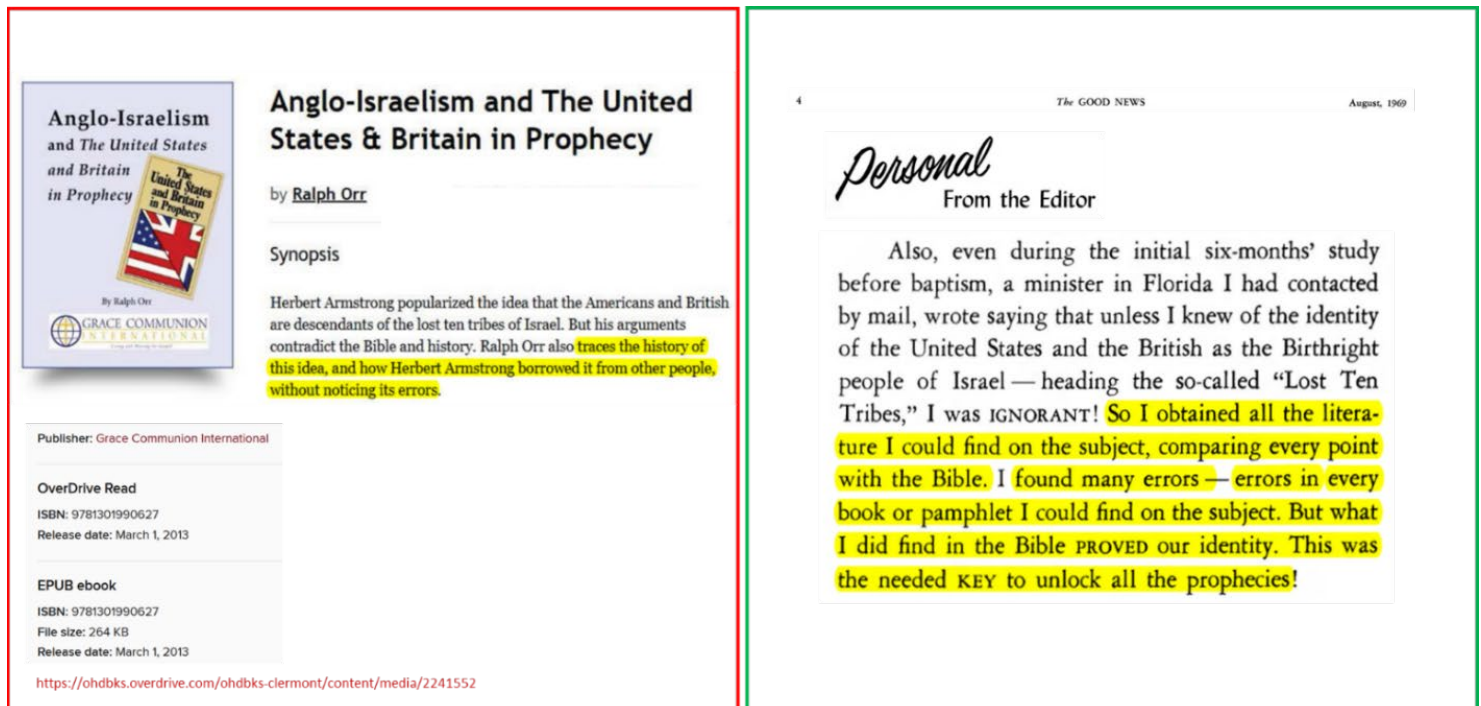 Anglo-Israelism
and The United States
and Britain
in Prophecy
The
United States
and Britain
in Prophecy
By Ralph Orr
GRACE COMMUNION
INTERNATIONAL
Anglo-Israelism and The United
States & Britain in Prophecy
by Ralph Orr
Synopsis
Herbert Armstrong popularized the idea that the Americans and British
are descendants of the lost ten tribes of Israel. But his arguments
contradict the Bible and history. Ralph Orr also traces the history of
this idea, and how Herbert Armstrong borrowed it from other people,
without noticing its errors.
Publisher: Grace Communion International
OverDrive Read
ISBN: 9781301990627
Release date: March 1, 2013
EPUB ebook
ISBN: 9781301990627
File size: 264 KB
Release date: March 1, 2013
https://ohdbks.overdrive.com/ohdbks-clermont/content/media/2241552
4 The GOOD NEWS August, 1969
Personal
From the Editor
Also, even during the initial six-months' study
before baptism, a minister in Florida I had contacted
by mail, wrote saying that unless I knew of the identity
of the United States and the British as the Birthright
people of Israel — heading the so-called "Lost Ten
Tribes," I was IGNORANT! So I obtained all the litera-
ture I could find on the subject, comparing every point
with the Bible. I found many errors — errors in every
book or pamphlet I could find on the subject. But what
I did find in the Bible PROVED our identity. This was
the needed KEY to unlock all the prophecies!